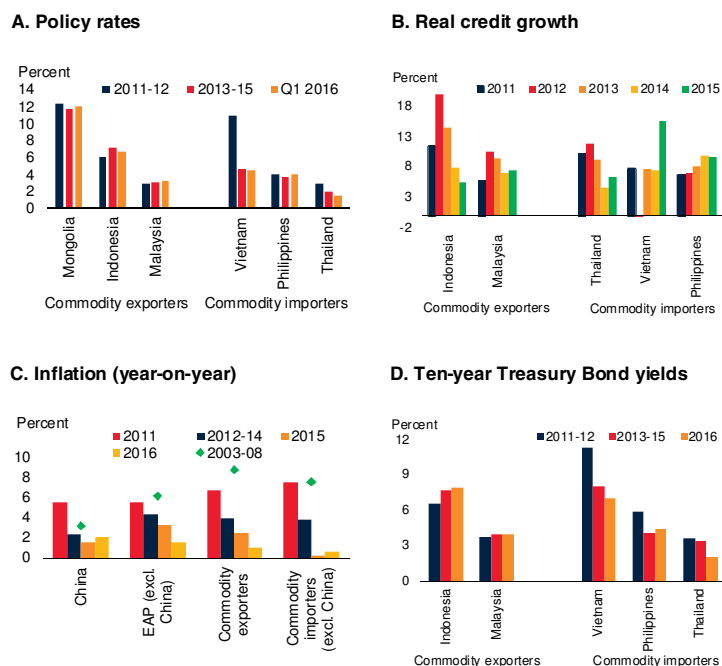 A. Policy rates
Percent
14
12
10
8
6
4
2
0
2011-12
2013-15
Q1 2016
Mongolia
Indonesia
Malaysia
Vietnam
Philippines
Thailand
Commodity exporters
Commodity importers
B. Real credit growth
Percent
18
13
8
3
-2
2011
2012
2013
2014
2015
Indonesia
Malaysia
Thailand
Vietnam
Philippines
Commodity exporters
Commodity importers
C. Inflation (year-on-year)
Percent
2011
2012-14
2015
2016
2003-08
10
8
6
4
2
0
China
EAP (excl.
China)
Commodity
exporters
Commodity
importers
(excl. China)
D. Ten-year Treasury Bond yields
Percent
12
9
6
3
0
2011-12
2013-15
2016
Indonesia
Malaysia
Vietnam
Philippines
Thailand
Commodity exporters
Commodity importers